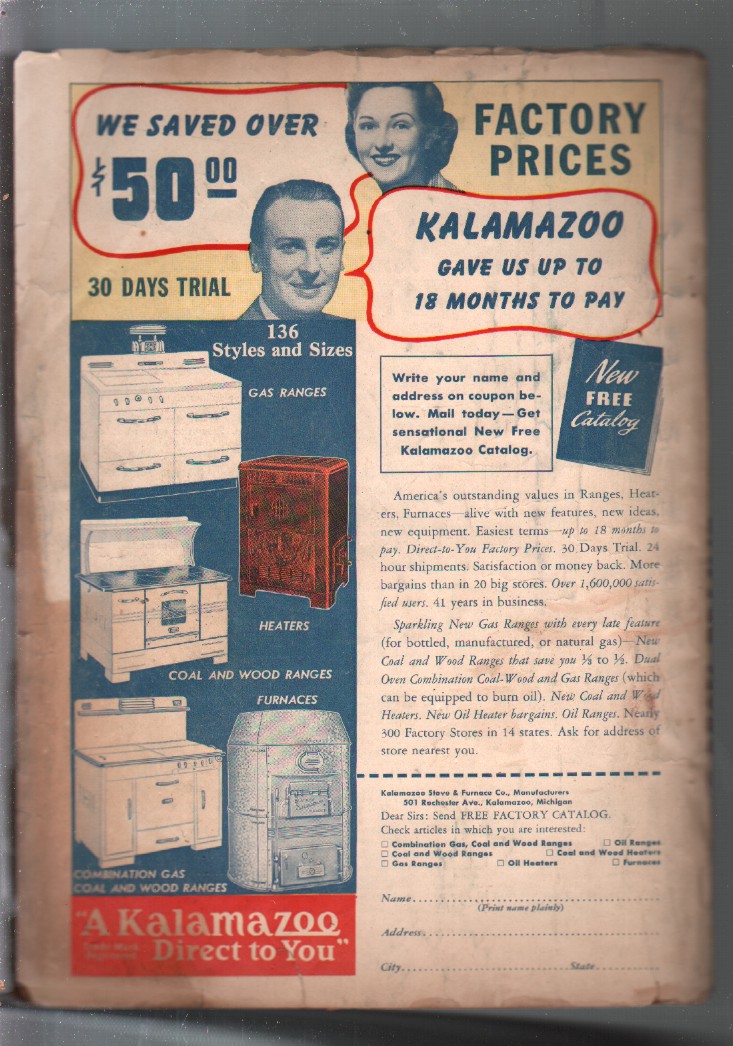 WE SAVED OVER
$50 00
FACTORY
PRICES
30 DAYS TRIAL
KALAMAZOO
GAVE US UP TO
18 MONTHS TO PAY
136
Styles and Sizes
GAS RANGES
HEATERS
COAL AND WOOD RANGES
FURNACES
COMBINATION GAS
COAL AND WOOD RANGES
"A Kalamazoo
Trade Mark
Registered
Direct to You"
Write your name and
address on coupon be-
low. Mail today—Get
sensational New Free
Kalamazoo Catalog.
New
FREE
Catalog
America's outstanding values in Ranges, Heat-
ers, Furnaces—alive with new features, new ideas,
new equipment. Easiest terms—up to 18 months to
pay. Direct-to-You Factory Prices. 30 Days Trial. 24
hour shipments. Satisfaction or money back. More
bargains than in 20 big stores. Over 1,600,000 satis-
fied users. 41 years in business.
Sparkling New Gas Ranges with every late feature
(for bottled, manufactured, or natural gas)—New
Coal and Wood Ranges that save you to ½. Dual
Oven Combination Coal-Wood and Gas Ranges (which
can be equipped to burn oil). New Coal and Wood
Heaters. New Oil Heater bargains. Oil Ranges. Nearly
300 Factory Stores in 14 states. Ask for address of
store nearest you.
Kalamazoo Stove & Furnace Co., Manufacturers
501 Rochester Ave., Kalamazoo, Michigan
Dear Sirs: Send FREE FACTORY CATALOG.
Check articles in which you are interested:
☐ Combination Gas, Coal and Wood Ranges ☐ Oil Ranges
☐ Coal and Wood Ranges ☐ Coal and Wood Heaters
☐ Gas Ranges ☐ Oil Heaters ☐ Furnaces
Name
(Print name plainly)
Address
City State